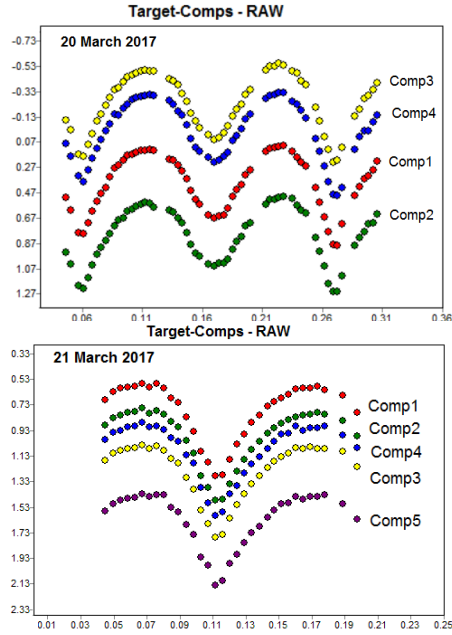 Target-Comps - RAW
20 March 2017
-0.73
-0.53
-0.33
-0.13
0.07
0.27
0.47
0.67
0.87
1.07
1.27
Comp3
Comp4
Comp1
Comp2
0.06 0.11 0.16 0.21 0.26 0.31 0.36
Target-Comps - RAW
21 March 2017
0.33
0.53
0.73
0.93
1.13
1.33
1.53
1.73
1.93
2.13
2.33
Comp1
Comp2
Comp4
Comp3
Comp5
0.01 0.03 0.05 0.07 0.09 0.11 0.13 0.15 0.17 0.19 0.21 0.23 0.25